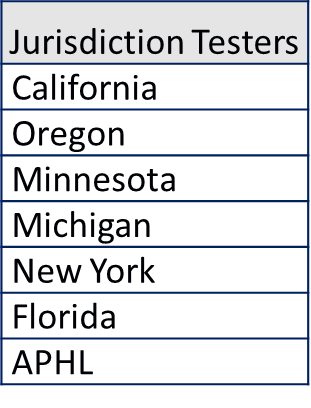 Jurisdiction Testers
California
Oregon
Minnesota
Michigan
New York
Florida
APHL